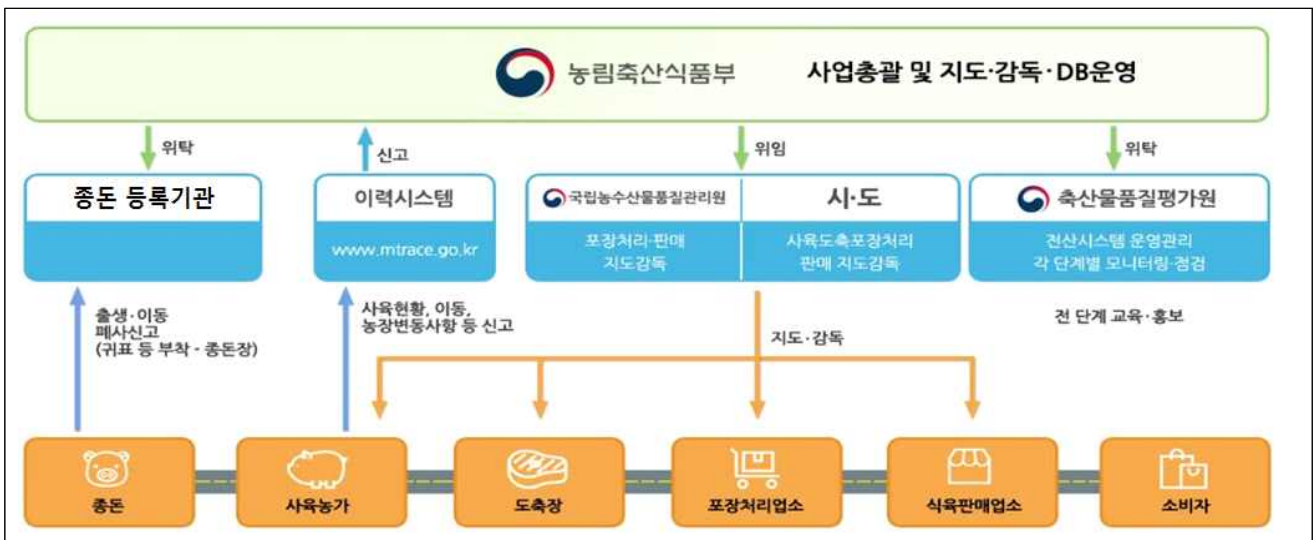 농림축산식품부 사업총괄 및 지도·감독·DB운영
위탁
신고
위임
위탁
종돈 등록기관
이력시스템
www.mtrace.go.kr
국립농수산물품질관리원
포장처리·판매
지도감독
시·도
사육도축포장처리
판매 지도감독
축산물품질평가원
전산시스템 운영관리
각 단계별 모니터링·점검
출생·이동
폐사신고
(귀표 등 부착 - 종돈장)
사육현황, 이동,
농장변동사항 등 신고
지도·감독
전 단계 교육·홍보
종돈
사육농가
도축장
포장처리업소
식육판매업소
소비자